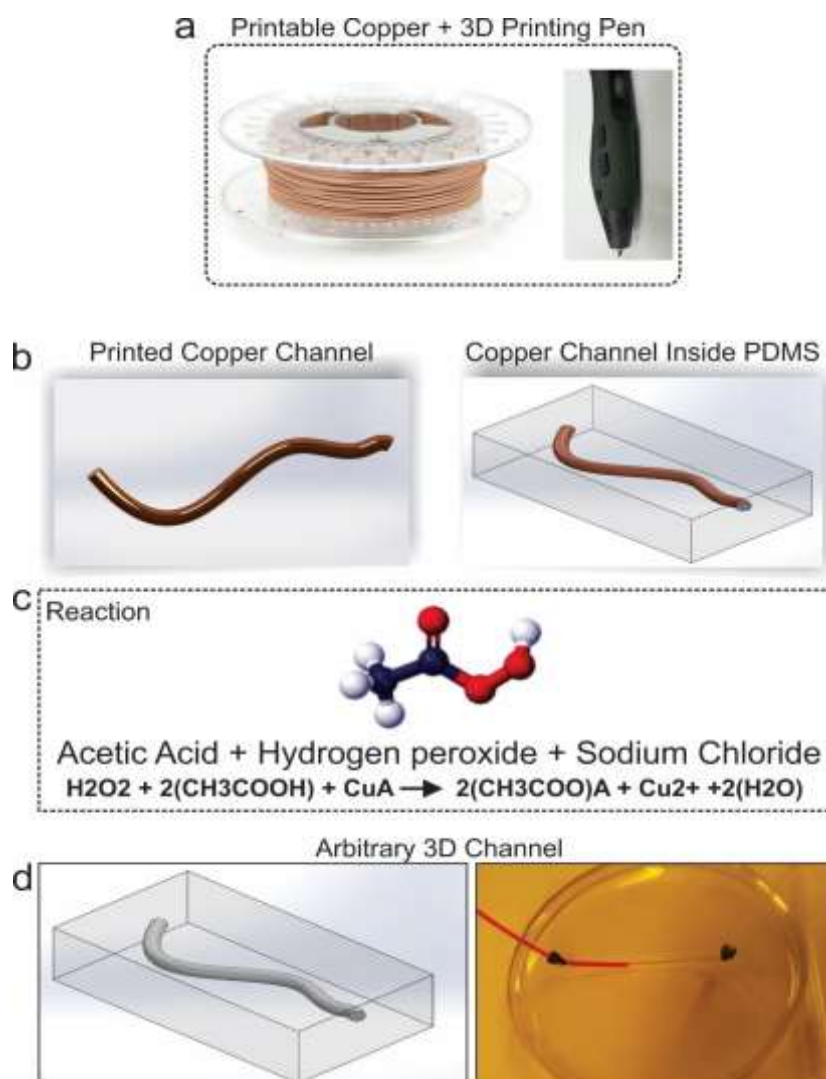 a Printable Copper + 3D Printing Pen
b Printed Copper Channel
Copper Channel Inside PDMS
c
Reaction
Acetic Acid + Hydrogen peroxide + Sodium Chloride
H2O2 + 2(CH3COOH) + CuA → 2(CH3COO)A + Cu2+ +2(H2O)
Arbitrary 3D Channel
d